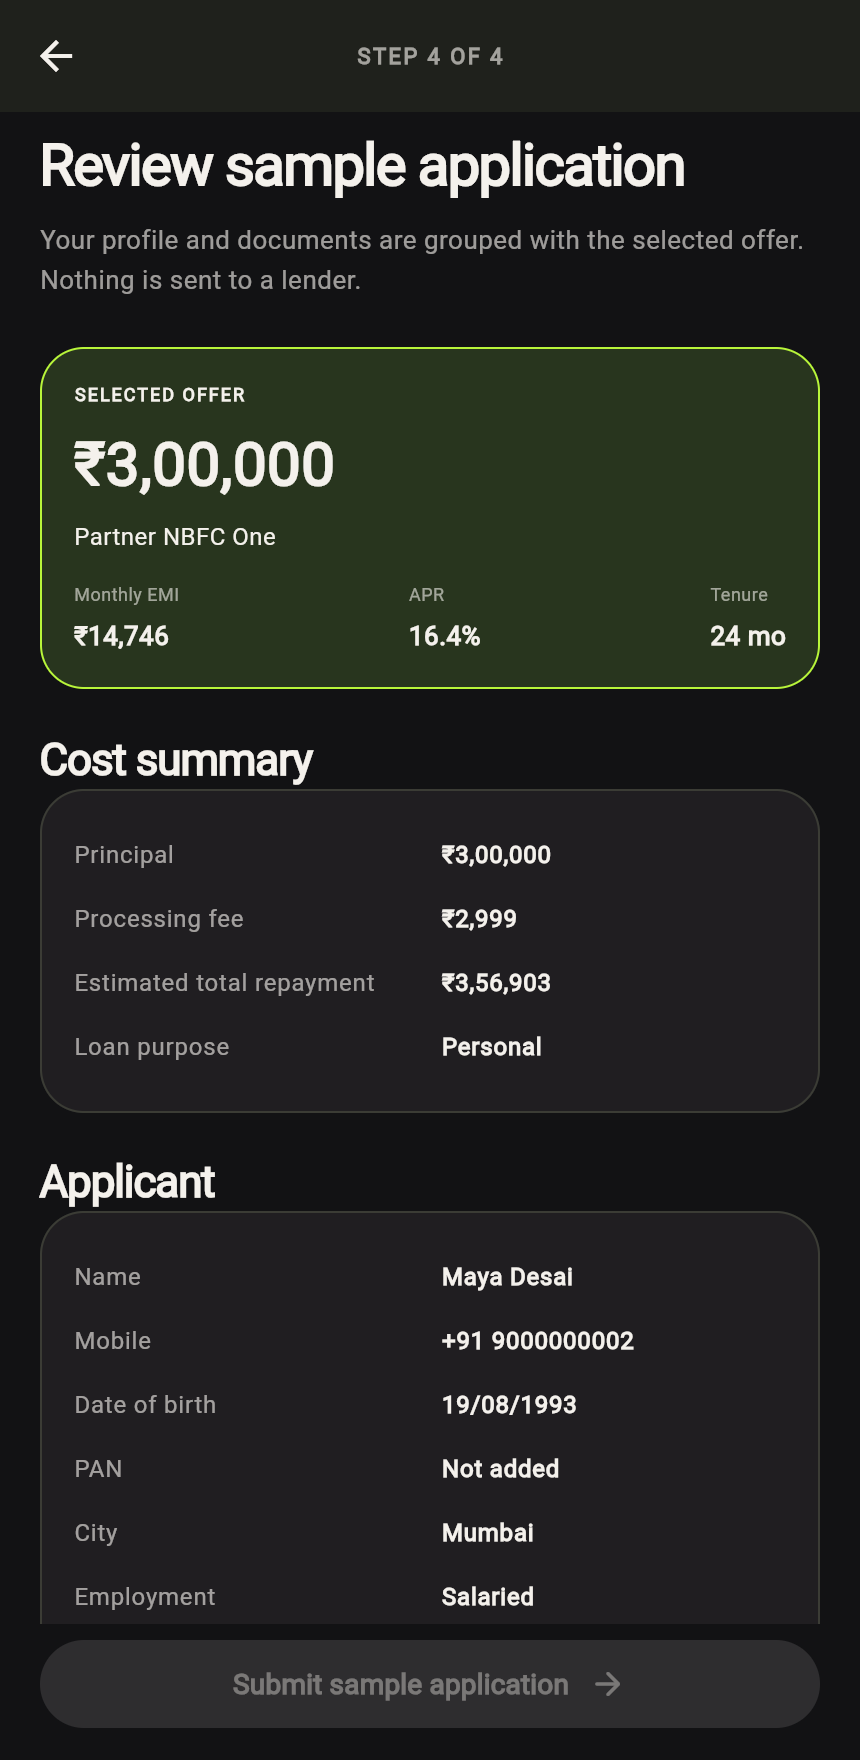 STEP 4 OF 4
Review sample application
Your profile and documents are grouped with the selected offer.
Nothing is sent to a lender.
SELECTED OFFER
₹3,00,000
Partner NBFC One
Monthly EMI APR Tenure
₹14,746 16.4% 24 mo
Cost summary
Principal ₹3,00,000
Processing fee ₹2,999
Estimated total repayment ₹3,56,903
Loan purpose Personal
Applicant
Name Maya Desai
Mobile +91 9000000002
Date of birth 19/08/1993
PAN Not added
City Mumbai
Employment Salaried
Submit sample application →